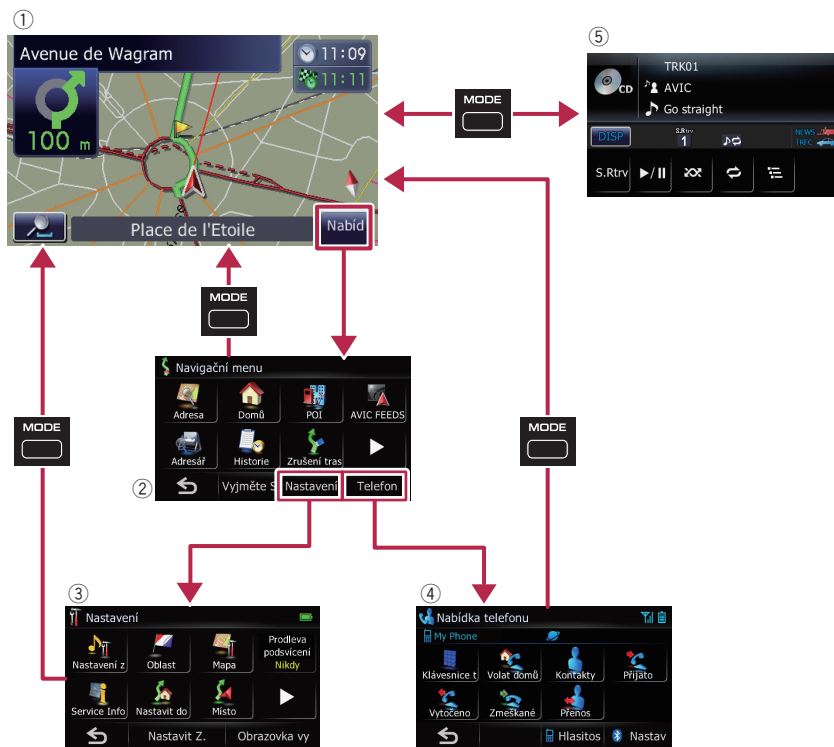 ①
Avenue de Wagram
11:09
11:11
100 m
Place de l'Etoile
Nabíd
MODE
⑤
TRK01
CD
AVIC
Go straight
DISP
S.Rtrv
1
NEWS
TRFC
S.Rtrv
MODE
Navigační menu
Adresa
Domů
POI
AVIC FEEDS
Adresář
Historie
Zrušení tras
②
Vyjměte S
Nastavení
Telefon
MODE
MODE
③
Nastavení
Nastavení z
Oblast
Mapa
Prodleva
podsvícení
Nikdy
Service Info
Nastavit do
Místo
Nastavit Z.
Obrazovka vy
④
Nabídka telefonu
My Phone
Klávesnice t
Volat domů
Kontakty
Přijato
Vytočeno
Zmeškané
Přenos
Hlasitos
Nastav